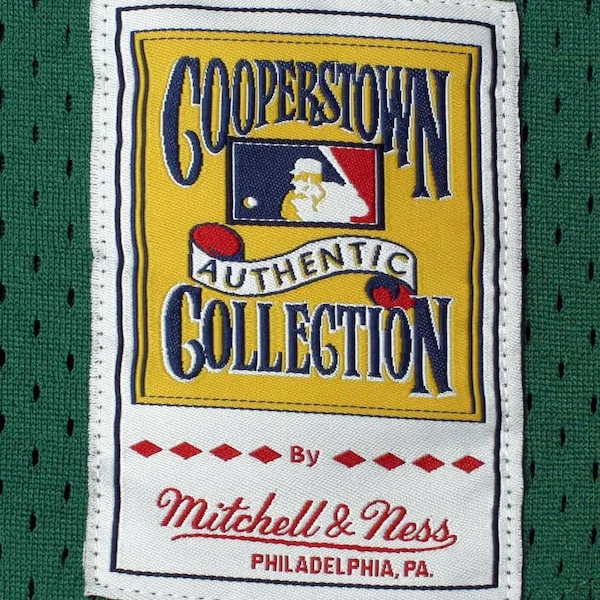 COOPERSTOWN
AUTHENTIC
COLLECTION
By
Mitchell & Ness
PHILADELPHIA, PA.